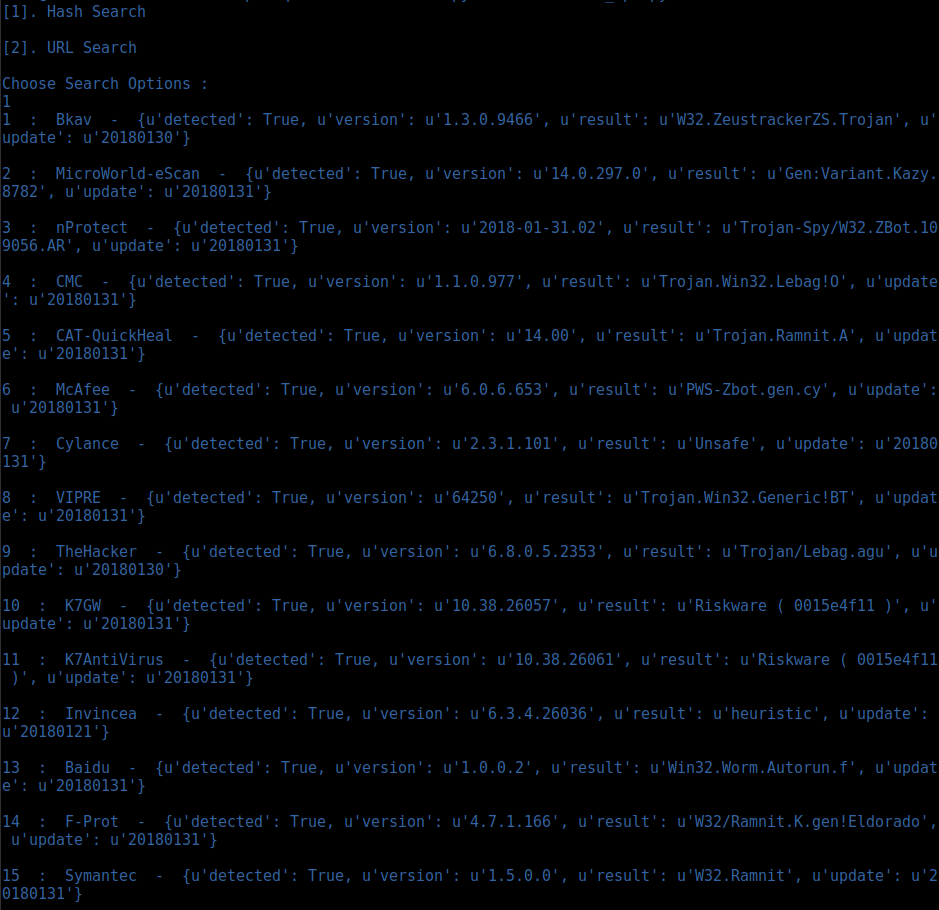 [1]. Hash Search
[2]. URL Search
Choose Search Options :
1
1  :  Bkav  -  {u'detected': True, u'version': u'1.3.0.9466', u'result': u'W32.ZeustrackerZS.Trojan', u'
update': u'20180130'}
2  :  MicroWorld-eScan  -  {u'detected': True, u'version': u'14.0.297.0', u'result': u'Gen:Variant.Kazy.
8782', u'update': u'20180131'}
3  :  nProtect  -  {u'detected': True, u'version': u'2018-01-31.02', u'result': u'Trojan-Spy/W32.ZBot.10
9056.AR', u'update': u'20180131'}
4  :  CMC  -  {u'detected': True, u'version': u'1.1.0.977', u'result': u'Trojan.Win32.Lebag!O', u'update
': u'20180131'}
5  :  CAT-QuickHeal  -  {u'detected': True, u'version': u'14.00', u'result': u'Trojan.Ramnit.A', u'updat
e': u'20180131'}
6  :  McAfee  -  {u'detected': True, u'version': u'6.0.6.653', u'result': u'PWS-Zbot.gen.cy', u'update':
 u'20180131'}
7  :  Cylance  -  {u'detected': True, u'version': u'2.3.1.101', u'result': u'Unsafe', u'update': u'20180
131'}
8  :  VIPRE  -  {u'detected': True, u'version': u'64250', u'result': u'Trojan.Win32.Generic!BT', u'updat
e': u'20180131'}
9  :  TheHacker  -  {u'detected': True, u'version': u'6.8.0.5.2353', u'result': u'Trojan/Lebag.agu', u'u
pdate': u'20180130'}
10  :  K7GW  -  {u'detected': True, u'version': u'10.38.26057', u'result': u'Riskware ( 0015e4f11 )', u'
update': u'20180131'}
11  :  K7AntiVirus  -  {u'detected': True, u'version': u'10.38.26061', u'result': u'Riskware ( 0015e4f11
 )', u'update': u'20180131'}
12  :  Invincea  -  {u'detected': True, u'version': u'6.3.4.26036', u'result': u'heuristic', u'update':
u'20180121'}
13  :  Baidu  -  {u'detected': True, u'version': u'1.0.0.2', u'result': u'Win32.Worm.Autorun.f', u'updat
e': u'20180131'}
14  :  F-Prot  -  {u'detected': True, u'version': u'4.7.1.166', u'result': u'W32/Ramnit.K.gen!Eldorado',
 u'update': u'20180131'}
15  :  Symantec  -  {u'detected': True, u'version': u'1.5.0.0', u'result': u'W32.Ramnit', u'update': u'2
0180131'}